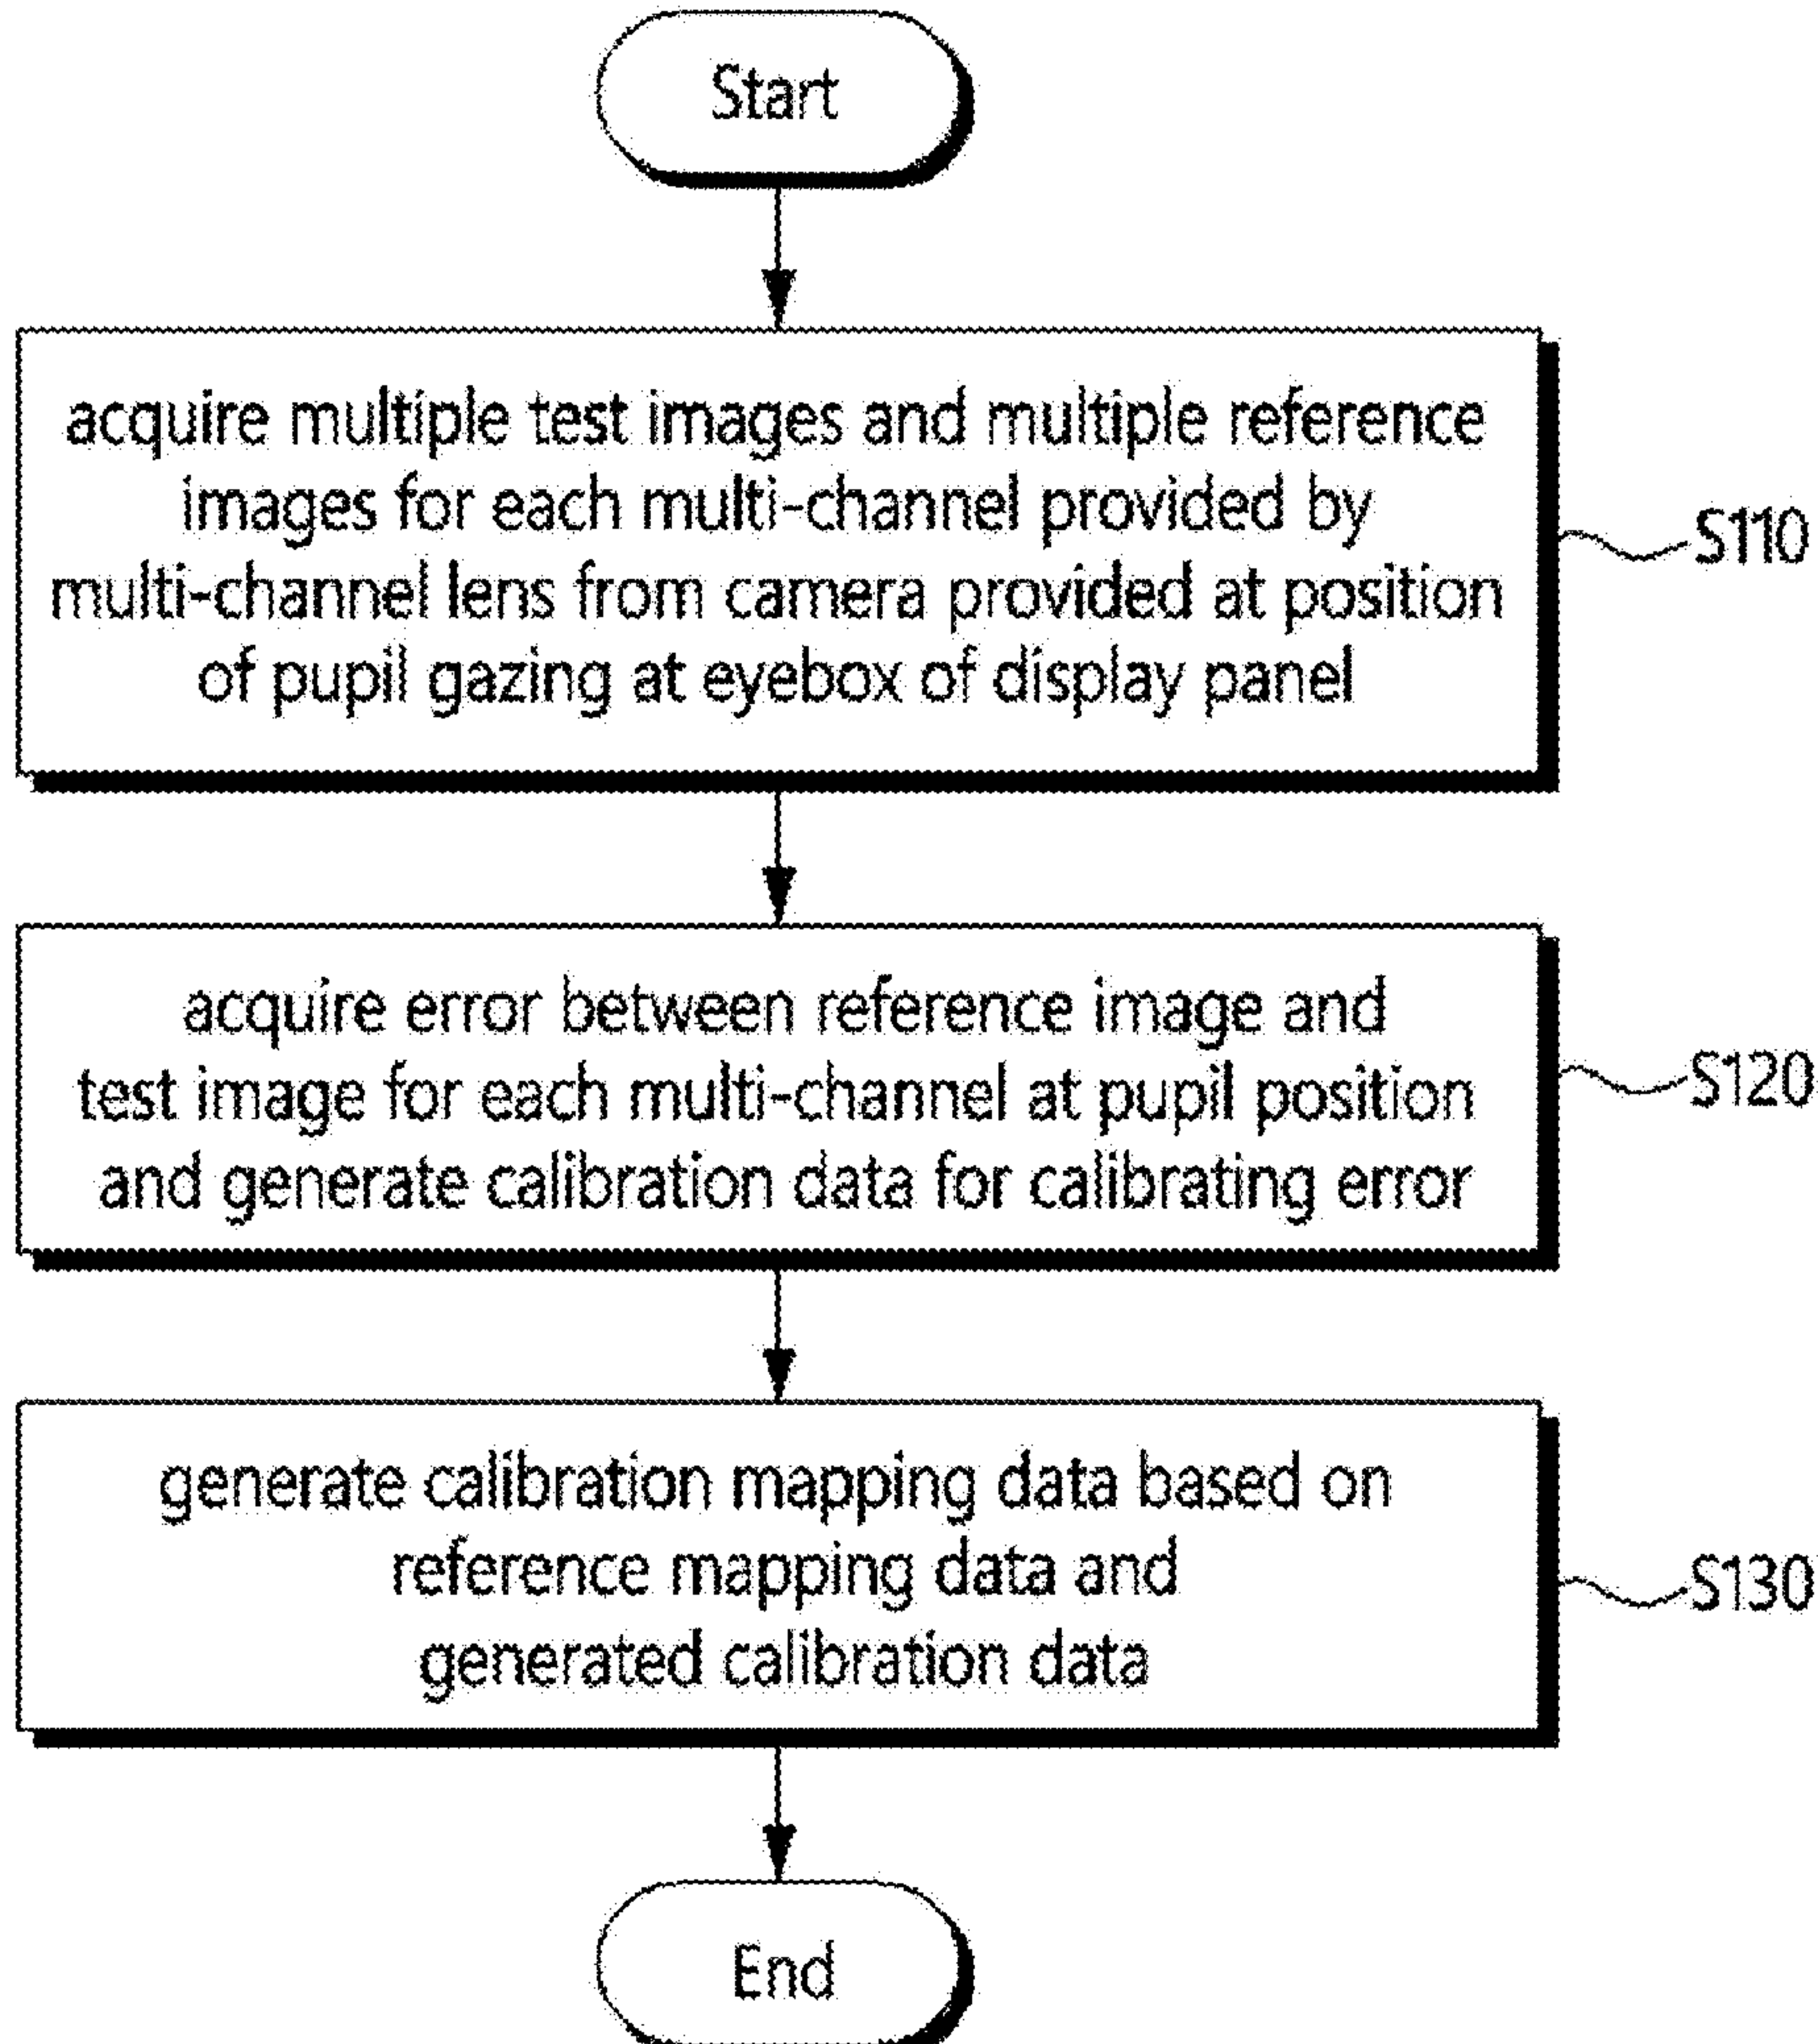 Start
acquire multiple test images and multiple reference
images for each multi-channel provided by
multi-channel lens from camera provided at position
of pupil gazing at eyebox of display panel
S110
acquire error between reference image and
test image for each multi-channel at pupil position
and generate calibration data for calibrating error
S120
generate calibration mapping data based on
reference mapping data and
generated calibration data
S130
End